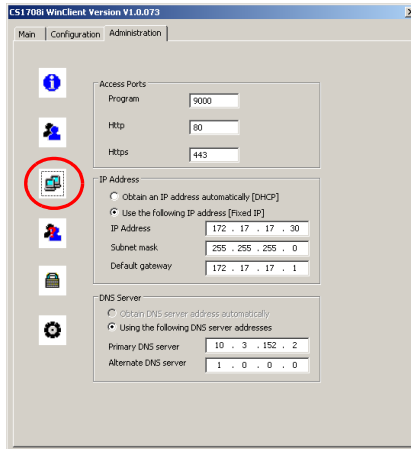 CS1708i WinClient Version V1.0.073
Main Configuration Administration
Access Ports
Program 9000
Http 80
Https 443
IP Address
Obtain an IP address automatically [DHCP]
Use the following IP address [Fixed IP]
IP Address 172 . 17 . 17 . 30
Subnet mask 255 . 255 . 255 . 0
Default gateway 172 . 17 . 17 . 1
DNS Server
Obtain DNS server address automatically
Using the following DNS server addresses
Primary DNS server 10 . 3 . 152 . 2
Alternate DNS server 1 . 0 . 0 . 0